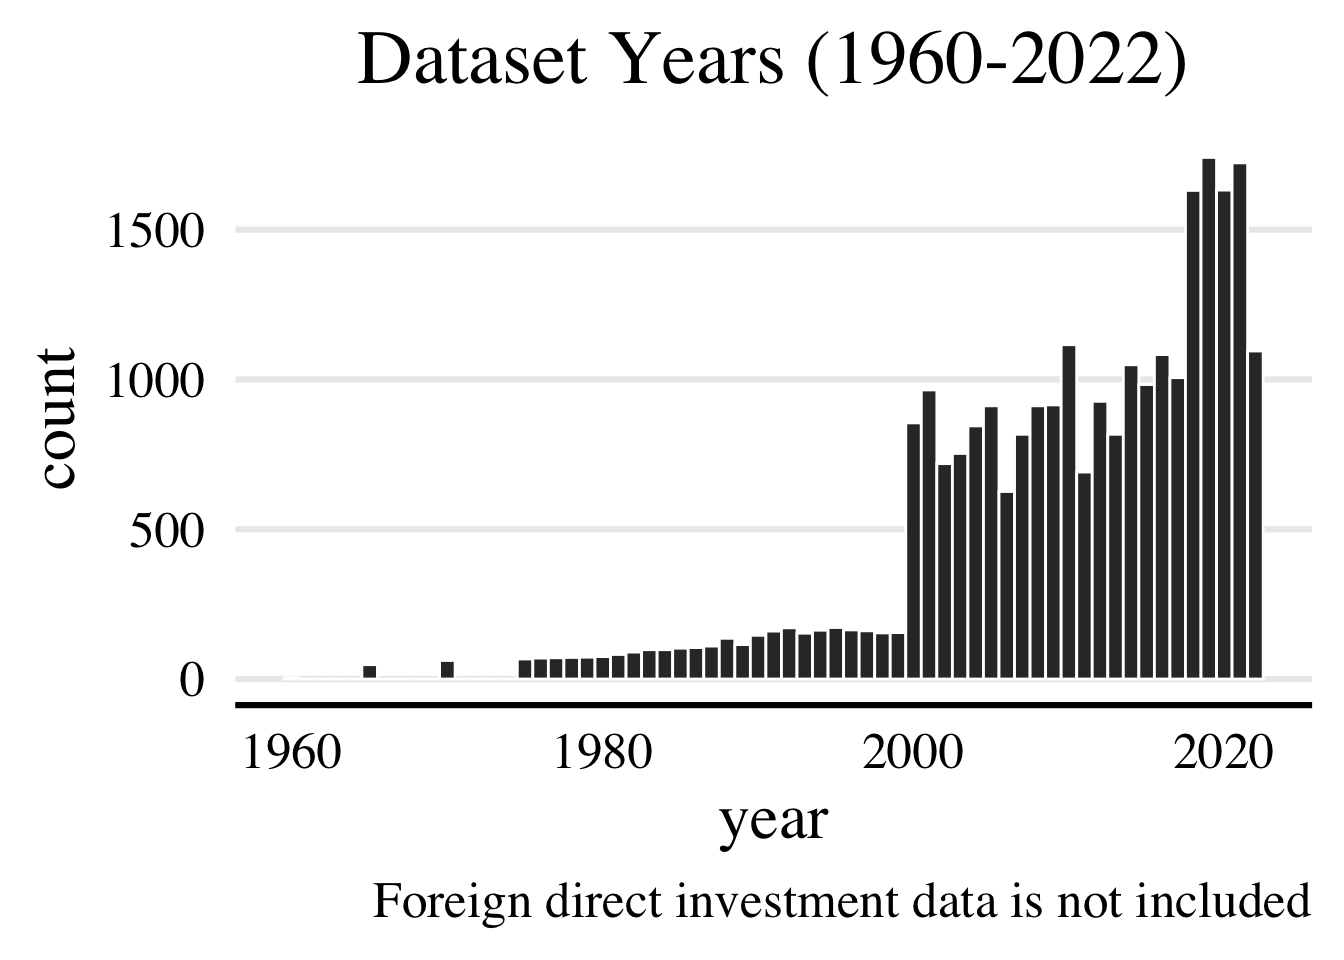 Dataset Years (1960-2022)
1500
1000
500
0
count
1960 1980 2000 2020
year
Foreign direct investment data is not included